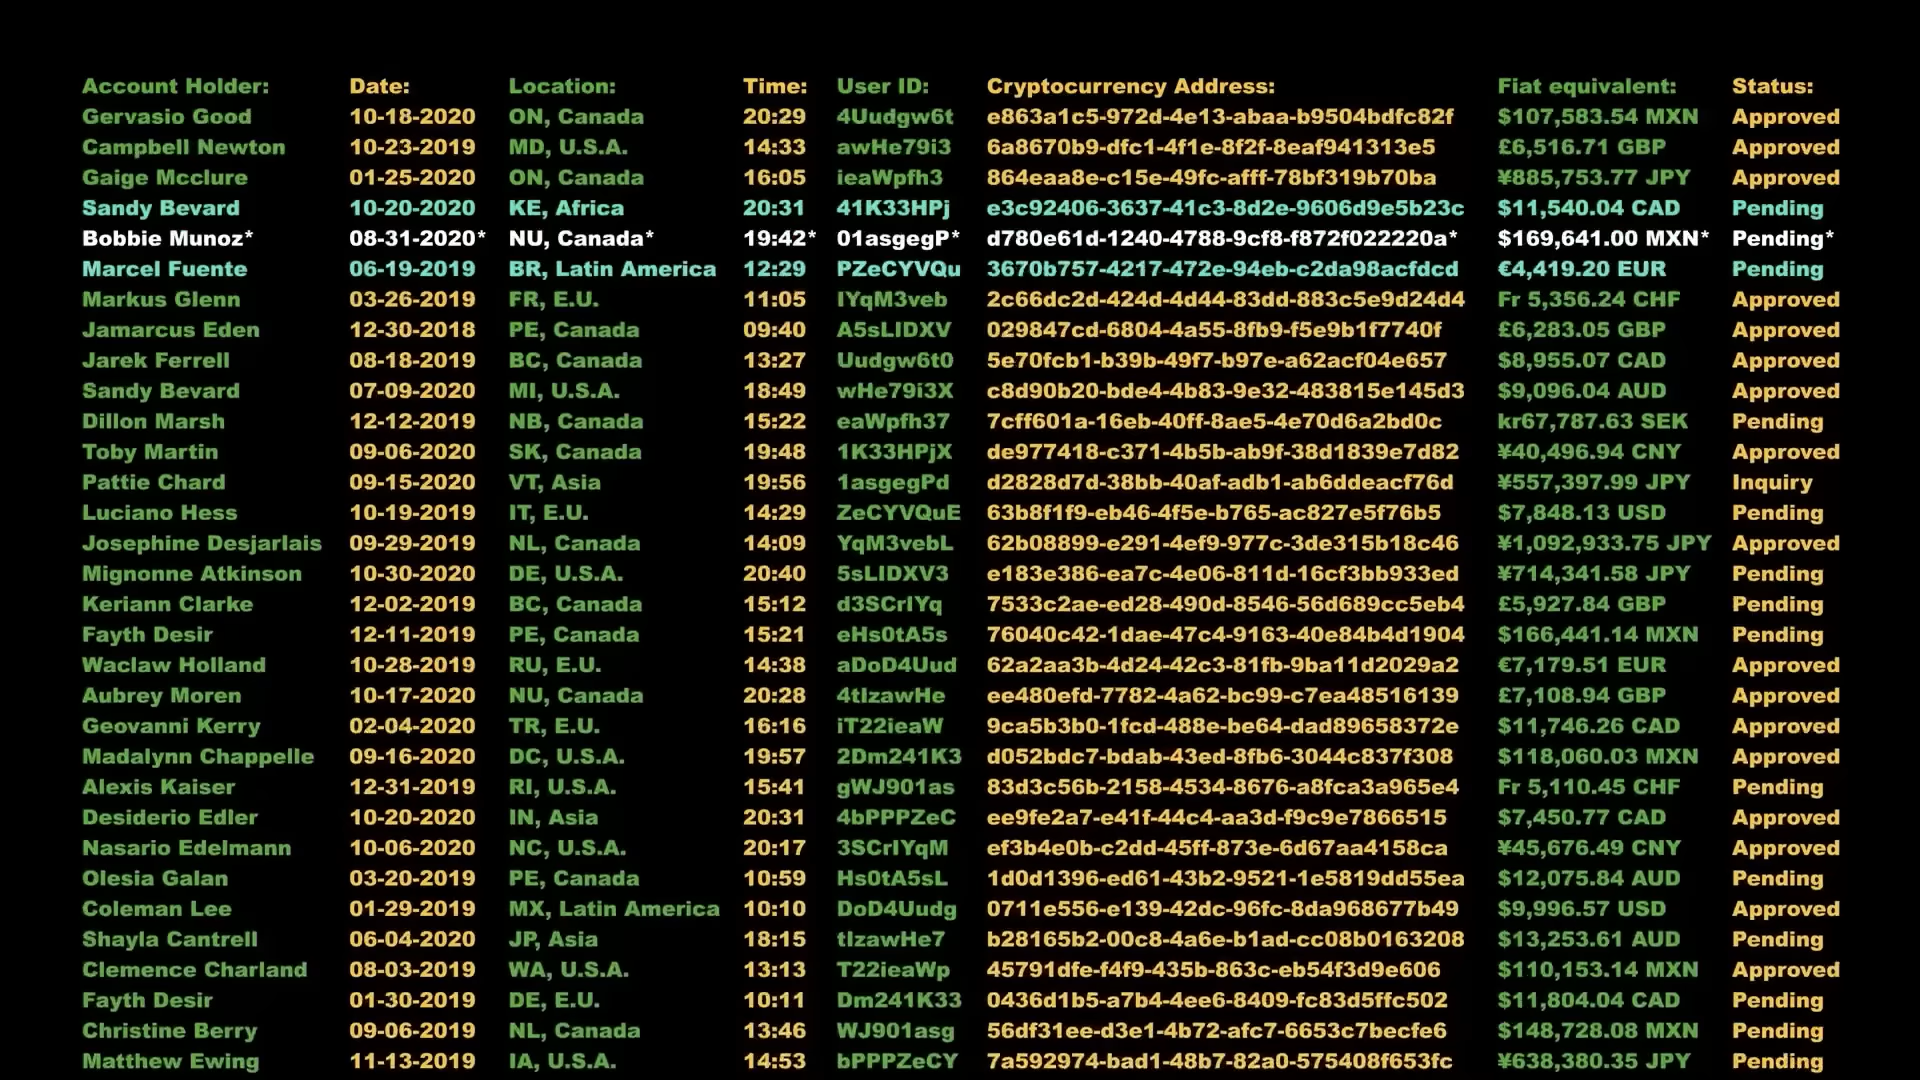 Account Holder: Date: Location: Time: User ID: Cryptocurrency Address: Fiat equivalent: Status:
Gervasio Good 10-18-2020 ON, Canada 20:29 4Uudgw6t e863a1c5-972d-4e13-abaa-b9504bdfc82f $107,583.54 MXN Approved
Campbell Newton 10-23-2019 MD, U.S.A. 14:33 awHe79i3 6a8670b9-dfc1-4f1e-8f2f-8eaf941313e5 £6,516.71 GBP Approved
Gaige Mcclure 01-25-2020 ON, Canada 16:05 ieaWpfh3 864eaa8e-c15e-49fc-afff-78bf319b70ba ¥885,753.77 JPY Approved
Sandy Bevard 10-20-2020 KE, Africa 20:31 41K33HPj e3c92406-3637-41c3-8d2e-9606d9e5b23c $11,540.04 CAD Pending
Bobbie Munoz* 08-31-2020* NU, Canada* 19:42* 01asgegP* d780e61d-1240-4788-9cf8-f872f022220a* $169,641.00 MXN* Pending*
Marcel Fuente 06-19-2019 BR, Latin America 12:29 PZeCYVQu 3670b757-4217-472e-94eb-c2da98acfdcd €4,419.20 EUR Pending
Markus Glenn 03-26-2019 FR, E.U. 11:05 IYqM3veb 2c66dc2d-424d-4d44-83dd-883c5e9d24d4 Fr 5,356.24 CHF Approved
Jamarcus Eden 12-30-2018 PE, Canada 09:40 A5sLIDXV 029847cd-6804-4a55-8fb9-f5e9b1f7740f £6,283.05 GBP Approved
Jarek Ferrell 08-18-2019 BC, Canada 13:27 Uudgw6t0 5e70fcb1-b39b-49f7-b97e-a62acf04e657 $8,955.07 CAD Approved
Sandy Bevard 07-09-2020 MI, U.S.A. 18:49 wHe79i3X c8d90b20-bde4-4b83-9e32-483815e145d3 $9,096.04 AUD Approved
Dillon Marsh 12-12-2019 NB, Canada 15:22 eaWpfh37 7cff601a-16eb-40ff-8ae5-4e70d6a2bd0c kr67,787.63 SEK Pending
Toby Martin 09-06-2020 SK, Canada 19:48 1K33HPjX de977418-c371-4b5b-ab9f-38d1839e7d82 ¥40,496.94 CNY Approved
Pattie Chard 09-15-2020 VT, Asia 19:56 1asgegPd d2828d7d-38bb-40af-adb1-ab6ddeacf76d ¥557,397.99 JPY Inquiry
Luciano Hess 10-19-2019 IT, E.U. 14:29 ZeCYVQuE 63b8f1f9-eb46-4f5e-b765-ac827e5f76b5 $7,848.13 USD Pending
Josephine Desjarlais 09-29-2019 NL, Canada 14:09 YqM3vebL 62b08899-e291-4ef9-977c-3de315b18c46 ¥1,092,933.75 JPY Approved
Mignonne Atkinson 10-30-2020 DE, U.S.A. 20:40 5sLIDXV3 e183e386-ea7c-4e06-811d-16cf3bb933ed ¥714,341.58 JPY Pending
Keriann Clarke 12-02-2019 BC, Canada 15:12 d3SCrIYq 7533c2ae-ed28-490d-8546-56d689cc5eb4 £5,927.84 GBP Pending
Fayth Desir 12-11-2019 PE, Canada 15:21 eHs0tA5s 76040c42-1dae-47c4-9163-40e84b4d1904 $166,441.14 MXN Pending
Waclaw Holland 10-28-2019 RU, E.U. 14:38 aDoD4Uud 62a2aa3b-4d24-42c3-81fb-9ba11d2029a2 €7,179.51 EUR Approved
Aubrey Moren 10-17-2020 NU, Canada 20:28 4tIzawHe ee480efd-7782-4a62-bc99-c7ea48516139 £7,108.94 GBP Approved
Geovanni Kerry 02-04-2020 TR, E.U. 16:16 iT22ieaW 9ca5b3b0-1fcd-488e-be64-dad89658372e $11,746.26 CAD Approved
Madalynn Chappelle 09-16-2020 DC, U.S.A. 19:57 2Dm241K3 d052bdc7-bdab-43ed-8fb6-3044c837f308 $118,060.03 MXN Approved
Alexis Kaiser 12-31-2019 RI, U.S.A. 15:41 gWJ901as 83d3c56b-2158-4534-8676-a8fca3a965e4 Fr 5,110.45 CHF Pending
Desiderio Edler 10-20-2020 IN, Asia 20:31 4bPPPZeC ee9fe2a7-e41f-44c4-aa3d-f9c9e7866515 $7,450.77 CAD Approved
Nasario Edelmann 10-06-2020 NC, U.S.A. 20:17 3SCrIYqM ef3b4e0b-c2dd-45ff-873e-6d67aa4158ca ¥45,676.49 CNY Approved
Olesia Galan 03-20-2019 PE, Canada 10:59 Hs0tA5sL 1d0d1396-ed61-43b2-9521-1e5819dd55ea $12,075.84 AUD Pending
Coleman Lee 01-29-2019 MX, Latin America 10:10 DoD4Uudg 0711e556-e139-42dc-96fc-8da968677b49 $9,996.57 USD Approved
Shayla Cantrell 06-04-2020 JP, Asia 18:15 tIzawHe7 b28165b2-00c8-4a6e-b1ad-cc08b0163208 $13,253.61 AUD Pending
Clemence Charland 08-03-2019 WA, U.S.A. 13:13 T22ieaWp 45791dfe-f4f9-435b-863c-eb54f3d9e606 $110,153.14 MXN Approved
Fayth Desir 01-30-2019 DE, E.U. 10:11 Dm241K33 0436d1b5-a7b4-4ee6-8409-fc83d5ffc502 $11,804.04 CAD Pending
Christine Berry 09-06-2019 NL, Canada 13:46 WJ901asg 56df31ee-d3e1-4b72-afc7-6653c7becfe6 $148,728.08 MXN Pending
Matthew Ewing 11-13-2019 IA, U.S.A. 14:53 bPPPZeCY 7a592974-bad1-48b7-82a0-575408f653fc ¥638,380.35 JPY Pending